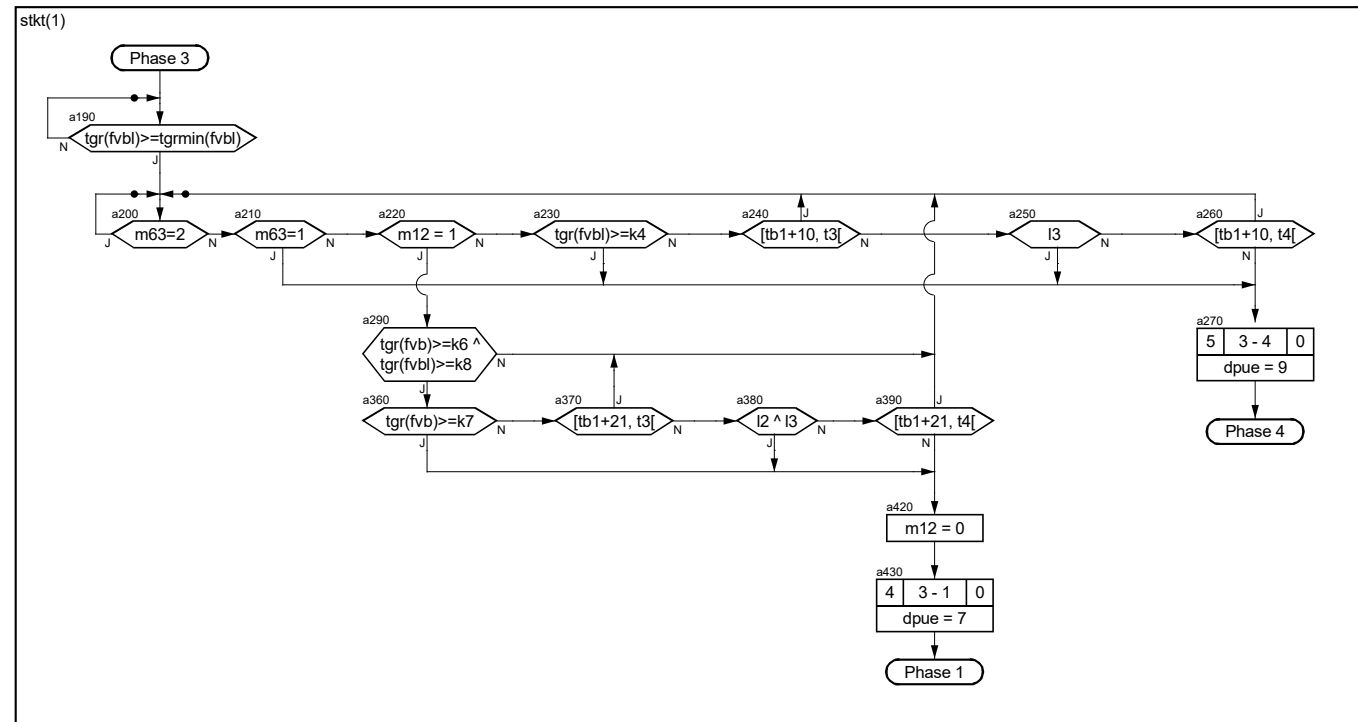 stkt(1)
Phase 3
a190
tgr(fvbl)>=tgrmin(fvbl)
N
J
a200
m63=2
J
N
a210
m63=1
N
J
a220
m12 = 1
N
J
a230
tgr(fvbl)>=k4
N
J
a240
[tb1+10, t3[
J
N
a250
l3
N
J
a260
[tb1+10, t4[
J
N
a270
5 3 - 4 0
dpue = 9
Phase 4
a290
tgr(fvb)>=k6 ^
tgr(fvbl)>=k8
N
J
a360
tgr(fvb)>=k7
N
J
a370
[tb1+21, t3[
J
N
a380
l2 ^ l3
N
J
a390
[tb1+21, t4[
J
N
a420
m12 = 0
a430
4 3 - 1 0
dpue = 7
Phase 1